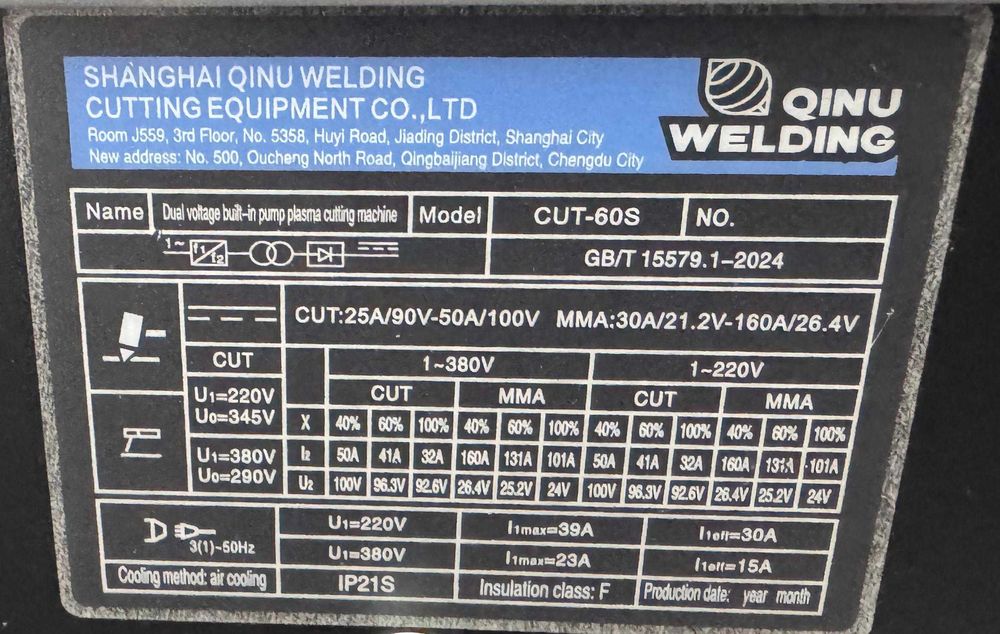 SHANGHAI QINU WELDING
CUTTING EQUIPMENT CO.,LTD
Room J559, 3rd Floor, No. 5358, Huyi Road, Jiading District, Shanghai City
New address: No. 500, Oucheng North Road, Qingbaijiang District, Chengdu City
QINU
WELDING
Name Dual voltage built-in pump plasma cutting machine Model CUT-60S NO.
1~ f1/f2 GB/T 15579.1-2024
CUT:25A/90V-50A/100V MMA:30A/21.2V-160A/26.4V
CUT 1~380V 1~220V
U1=220V CUT MMA CUT MMA
U0=345V X 40% 60% 100% 40% 60% 100% 40% 60% 100% 40% 60% 100%
U1=380V I2 50A 41A 32A 160A 131A 101A 50A 41A 32A 160A 131A 101A
U0=290V U2 100V 96.3V 92.6V 26.4V 25.2V 24V 100V 96.3V 92.6V 26.4V 25.2V 24V
3(1)~50Hz U1=220V I1max=39A I1eff=30A
U1=380V I1max=23A I1eff=15A
Cooling method: air cooling IP21S Insulation class: F Production date: year month